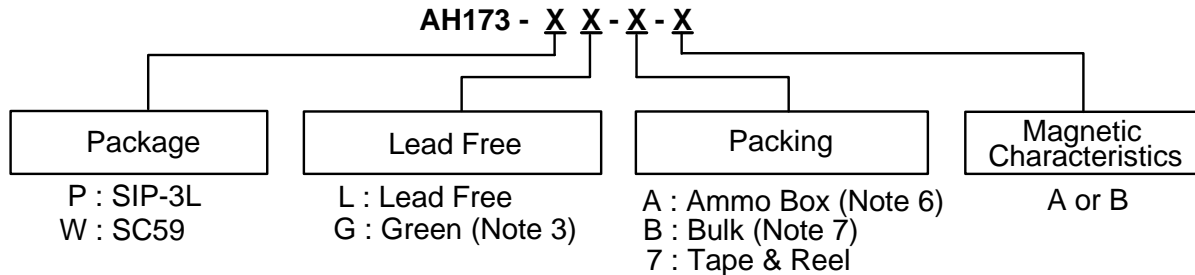 AH173 - X X - X - X
Package
Lead Free
Packing
Magnetic
Characteristics
P : SIP-3L
W : SC59
L : Lead Free
G : Green (Note 3)
A : Ammo Box (Note 6)
B : Bulk (Note 7)
7 : Tape & Reel
A or B